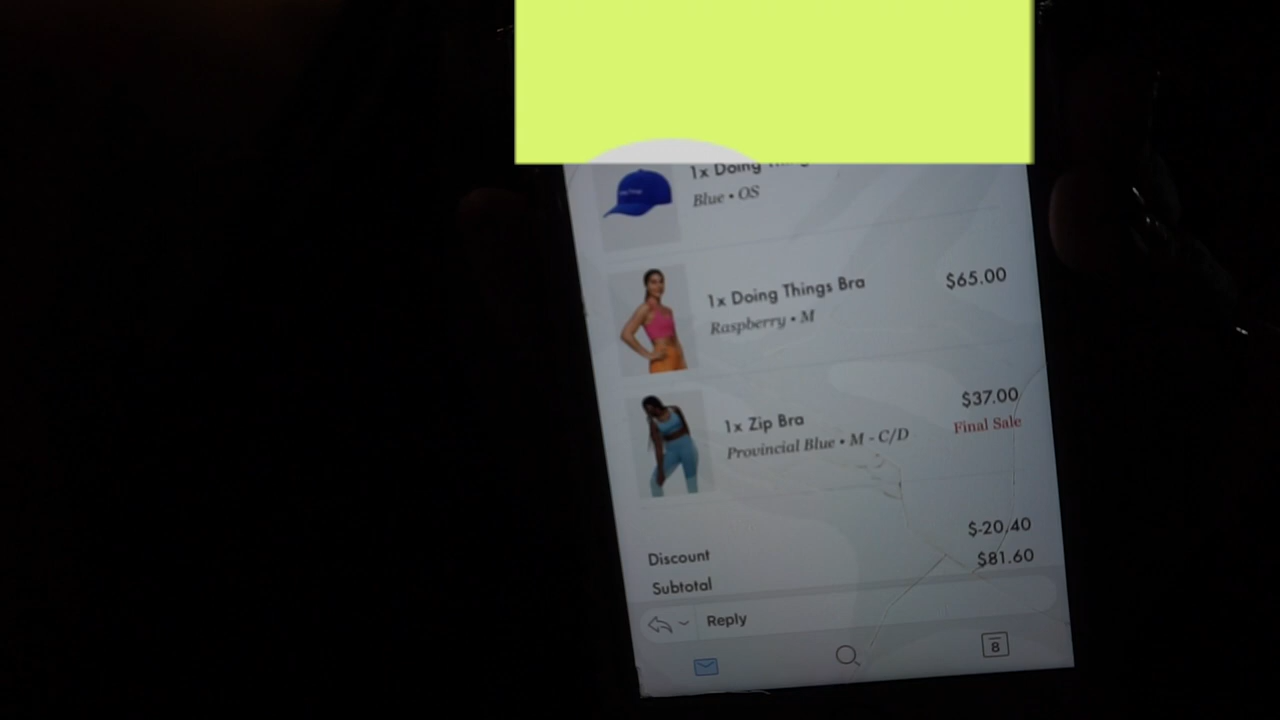 1x Doing
Blue • OS
1x Doing Things Bra $65.00
Raspberry • M
1x Zip Bra $37.00
Provincial Blue • M - C/D Final Sale
Discount $-20.40
Subtotal $81.60
Reply
8